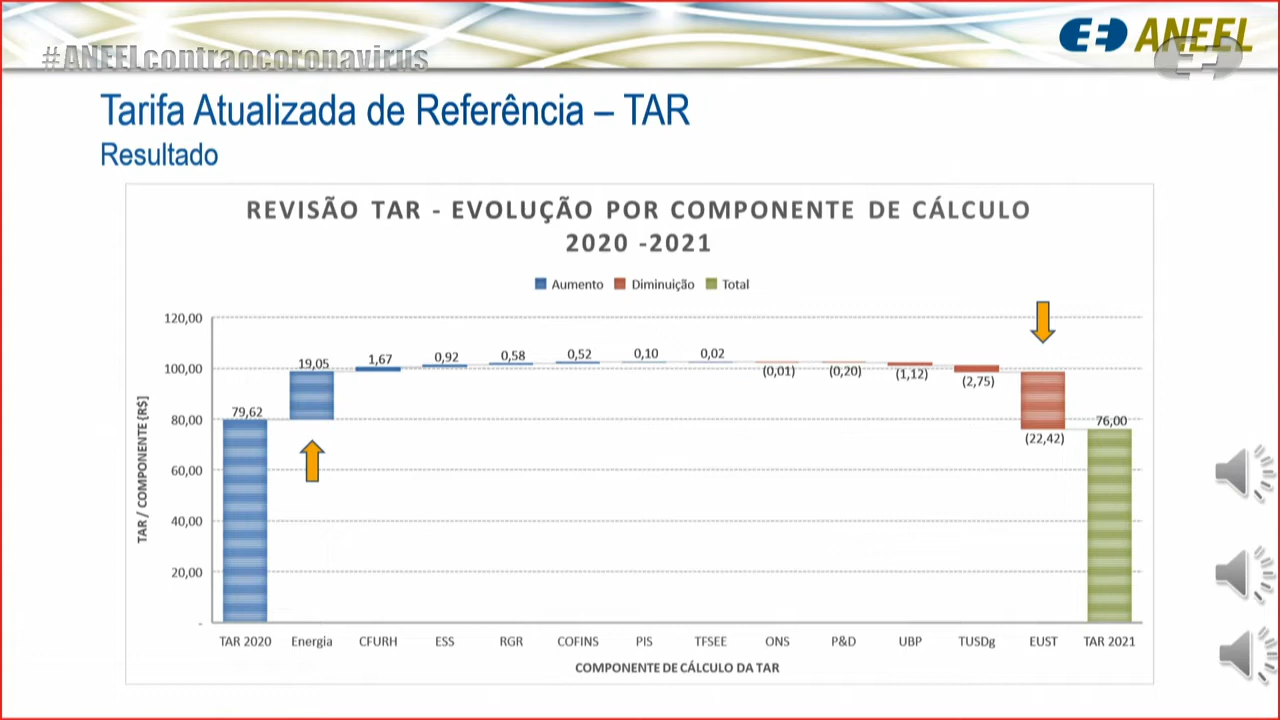 #ANEELcontraocoronavirus
ANEEL
Tarifa Atualizada de Referência – TAR
Resultado
REVISÃO TAR - EVOLUÇÃO POR COMPONENTE DE CÁLCULO
2020 -2021
Aumento Diminuição Total
TAR / COMPONENTE [R$]
120,00
100,00
80,00
60,00
40,00
20,00
-
79,62
19,05
1,67
0,92
0,58
0,52
0,10
0,02
(0,01)
(0,20)
(1,12)
(2,75)
(22,42)
76,00
TAR 2020 Energia CFURH ESS RGR COFINS PIS TFSEE ONS P&D UBP TUSDg EUST TAR 2021
COMPONENTE DE CÁLCULO DA TAR